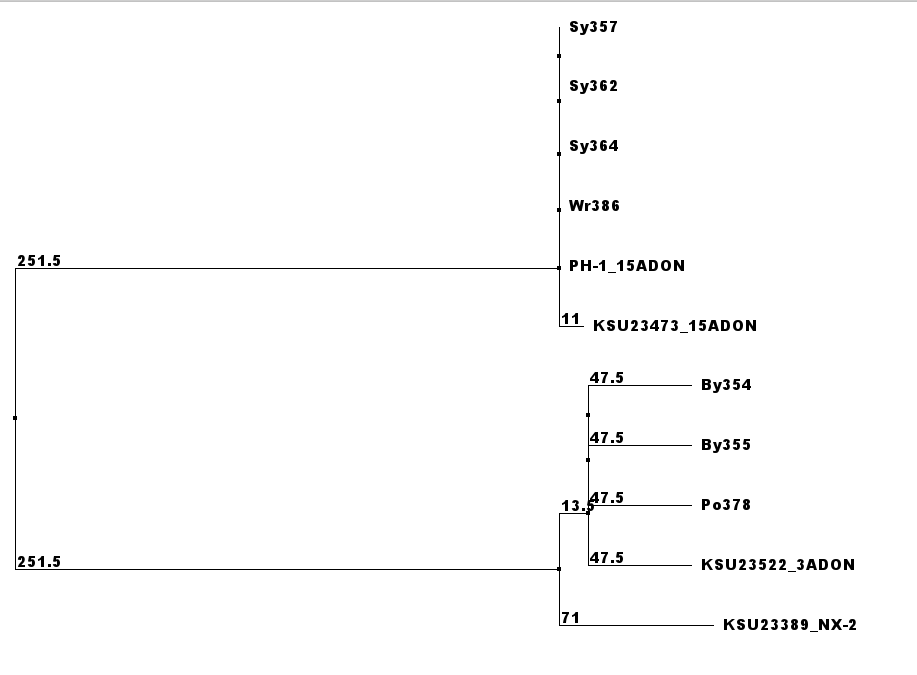 Sy357
Sy362
Sy364
Wr386
251.5
PH-1_15ADON
11
KSU23473_15ADON
47.5
By354
47.5
By355
47.5
Po378
13.5
251.5
47.5
KSU23522_3ADON
71
KSU23389_NX-2